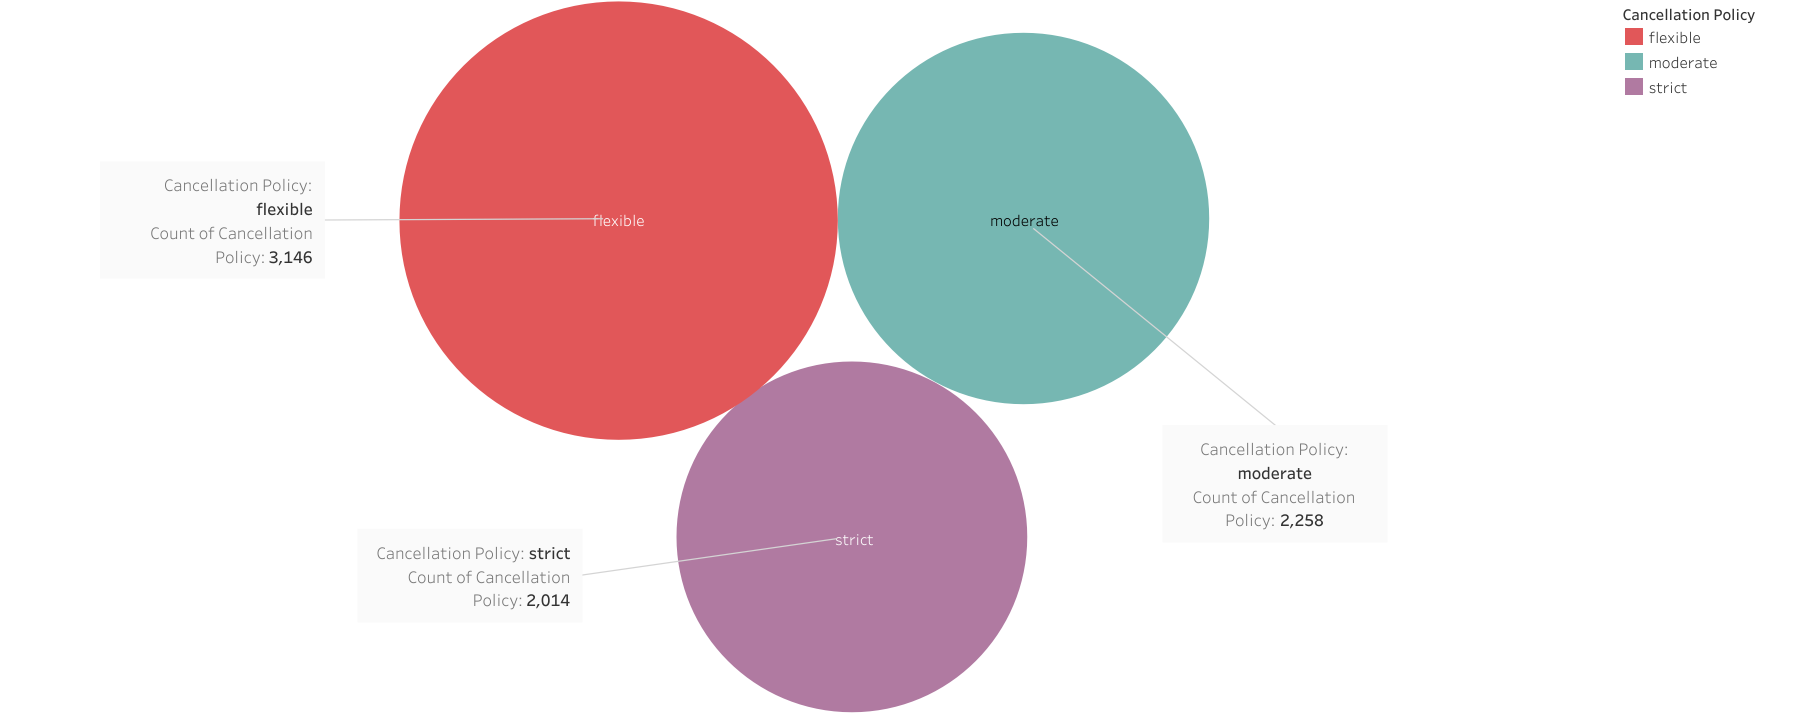 Cancellation Policy
flexible
moderate
strict
Cancellation Policy:
flexible
Count of Cancellation
Policy: 3,146
flexible
moderate
Cancellation Policy:
moderate
Count of Cancellation
Policy: 2,258
strict
Cancellation Policy: strict
Count of Cancellation
Policy: 2,014